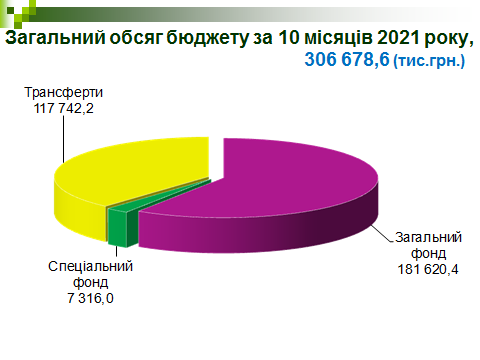 Загальний обсяг бюджету за 10 місяців 2021 року,
306 678,6 (тис.грн.)
Трансферти
117 742,2
Спеціальний
фонд
7 316,0
Загальний
фонд
181 620,4